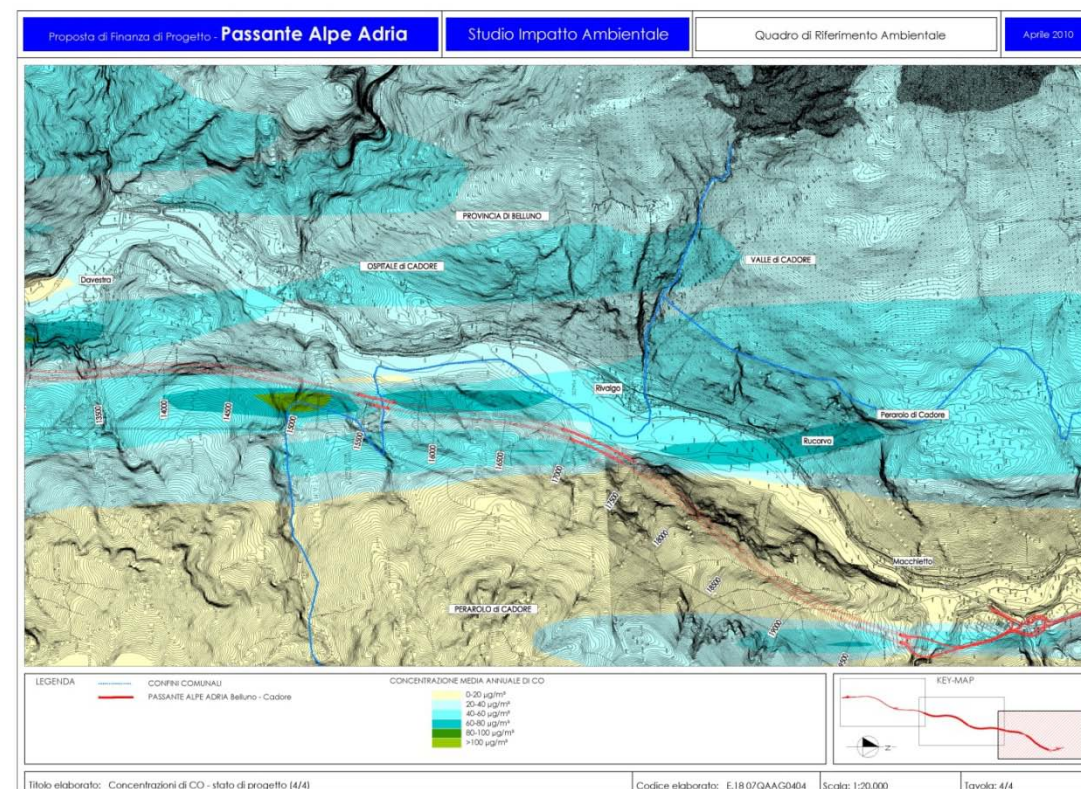 Proposta di Finanza di Progetto - Passante Alpe Adria
Studio Impatto Ambientale
Quadro di Riferimento Ambientale
Aprile 2010
PROVINCIA DI BELLUNO
OSPITALE di CADORE
VALLE di CADORE
Davestra
Rivalgo
Perarolo di Cadore
Rucorvo
13500
14000
14500
15000
15500
16000
16500
17000
17500
18000
18500
19000
Macchietto
PERAROLO di CADORE
LEGENDA
CONFINI COMUNALI
PASSANTE ALPE ADRIA Belluno - Cadore
CONCENTRAZIONE MEDIA ANNUALE DI CO
0-20 µg/m³
20-40 µg/m³
40-60 µg/m³
60-80 µg/m³
80-100 µg/m³
>100 µg/m³
KEY-MAP
N
Titolo elaborato: Concentrazioni di CO - stato di progetto (4/4)
Codice elaborato: E.18 07QAAG0404
Scala: 1:20.000
Tavola: 4/4